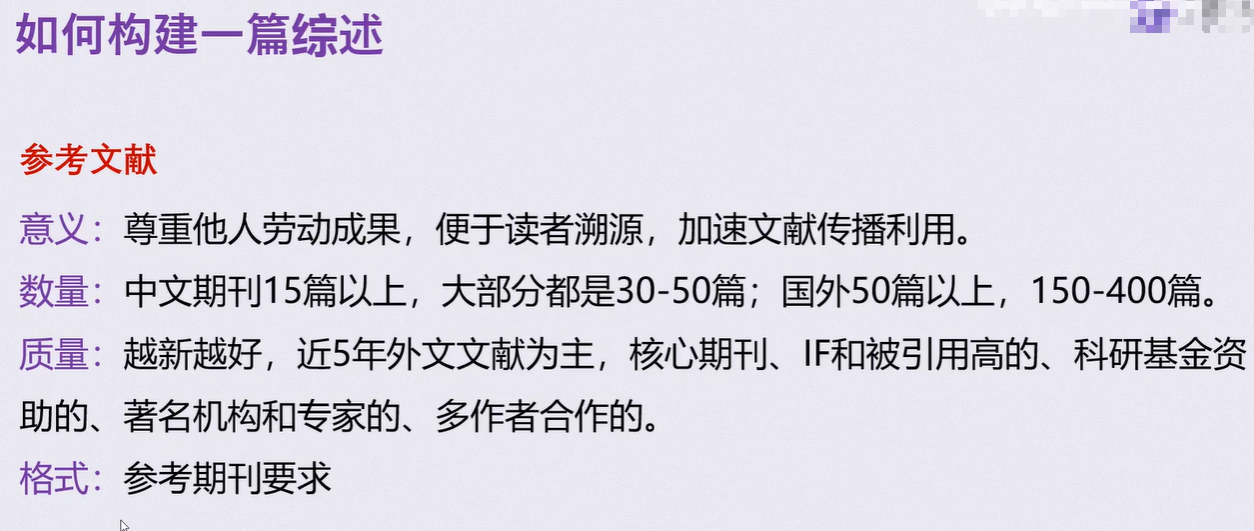 如何构建一篇综述
参考文献
意义：尊重他人劳动成果，便于读者溯源，加速文献传播利用。
数量：中文期刊15篇以上，大部分都是30-50篇；国外50篇以上，150-400篇。
质量：越新越好，近5年外文文献为主，核心期刊、IF和被引用高的、科研基金资
助的、著名机构和专家的、多作者合作的。
格式：参考期刊要求